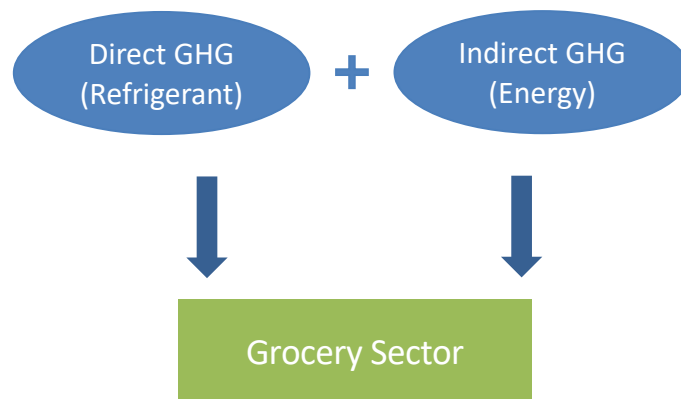 Direct GHG
(Refrigerant)
+
Indirect GHG
(Energy)
Grocery Sector